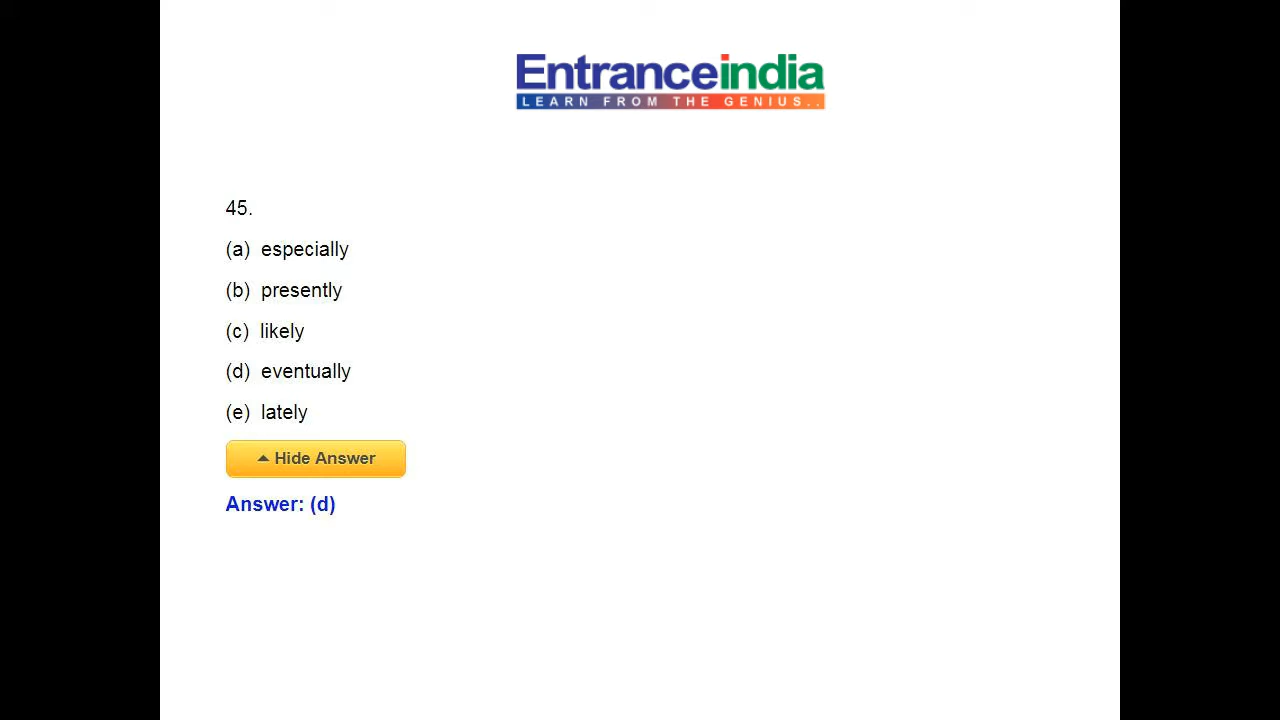 Entranceindia
LEARN FROM THE GENIUS..
45.
(a) especially
(b) presently
(c) likely
(d) eventually
(e) lately
Hide Answer
Answer: (d)